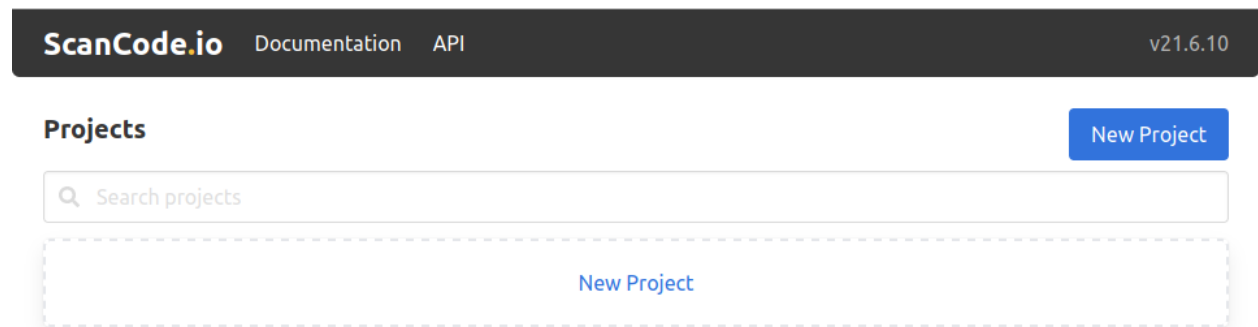 ScanCode.io Documentation API v21.6.10
Projects New Project
Search projects
New Project